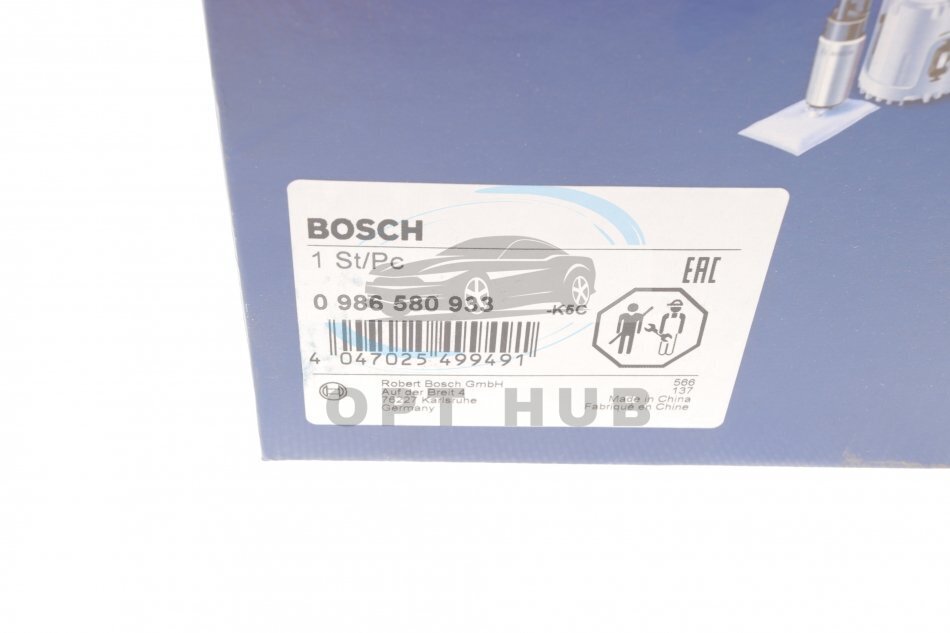 BOSCH
1 St/Pc
EAC
0 986 580 933
-K5C
4 047025 499491
Robert Bosch GmbH
Auf der Breit 4
76227 Karlsruhe
Germany
566
137
Made in China
Fabriqué en Chine
OPT HUB